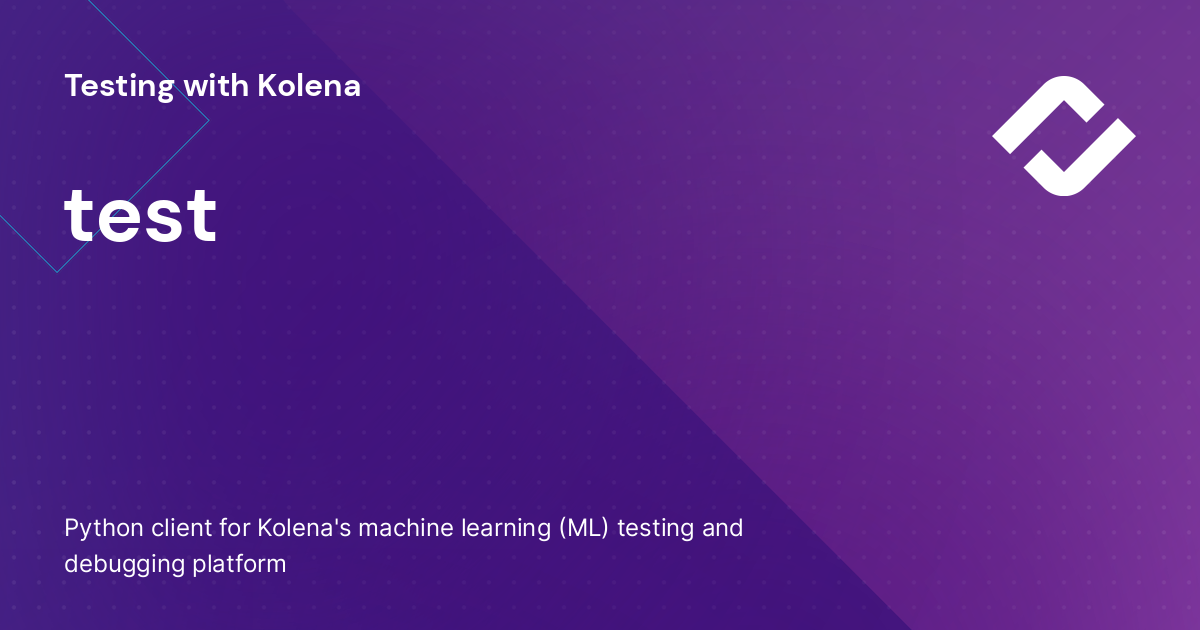 Testing with Kolena
test
Python client for Kolena's machine learning (ML) testing and
debugging platform